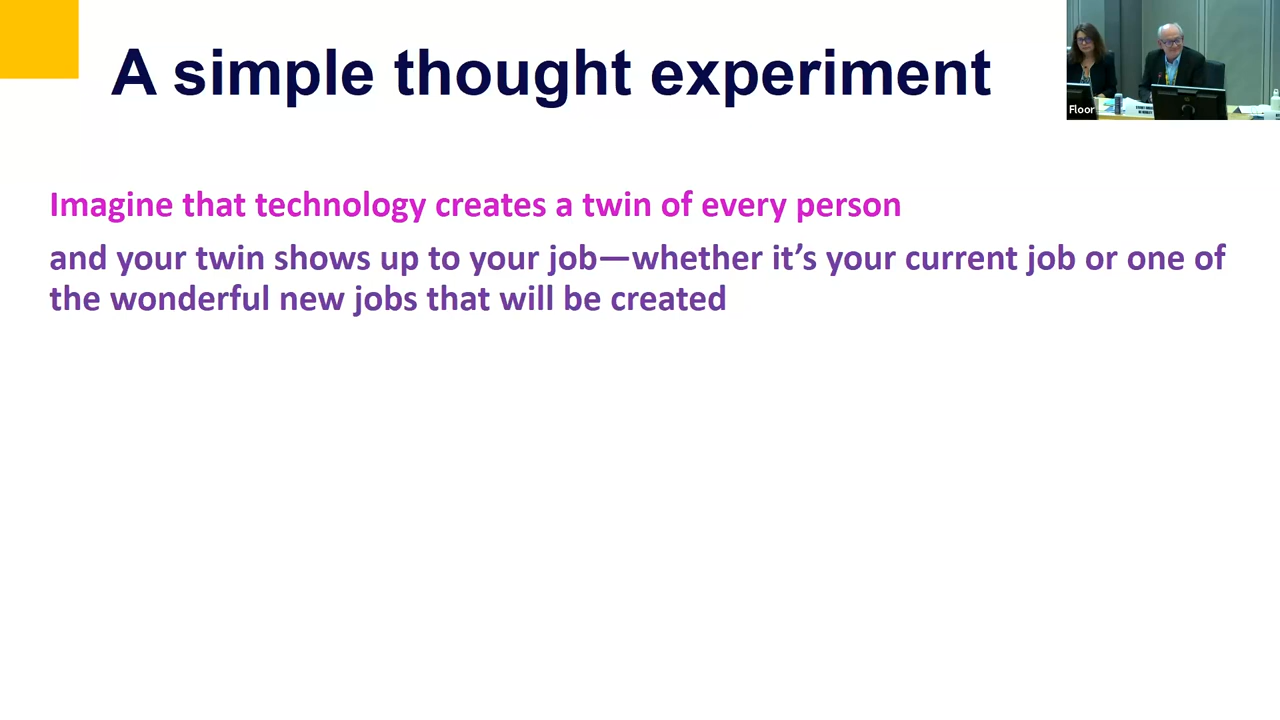 A simple thought experiment
Floor
Imagine that technology creates a twin of every person
and your twin shows up to your job—whether it’s your current job or one of
the wonderful new jobs that will be created